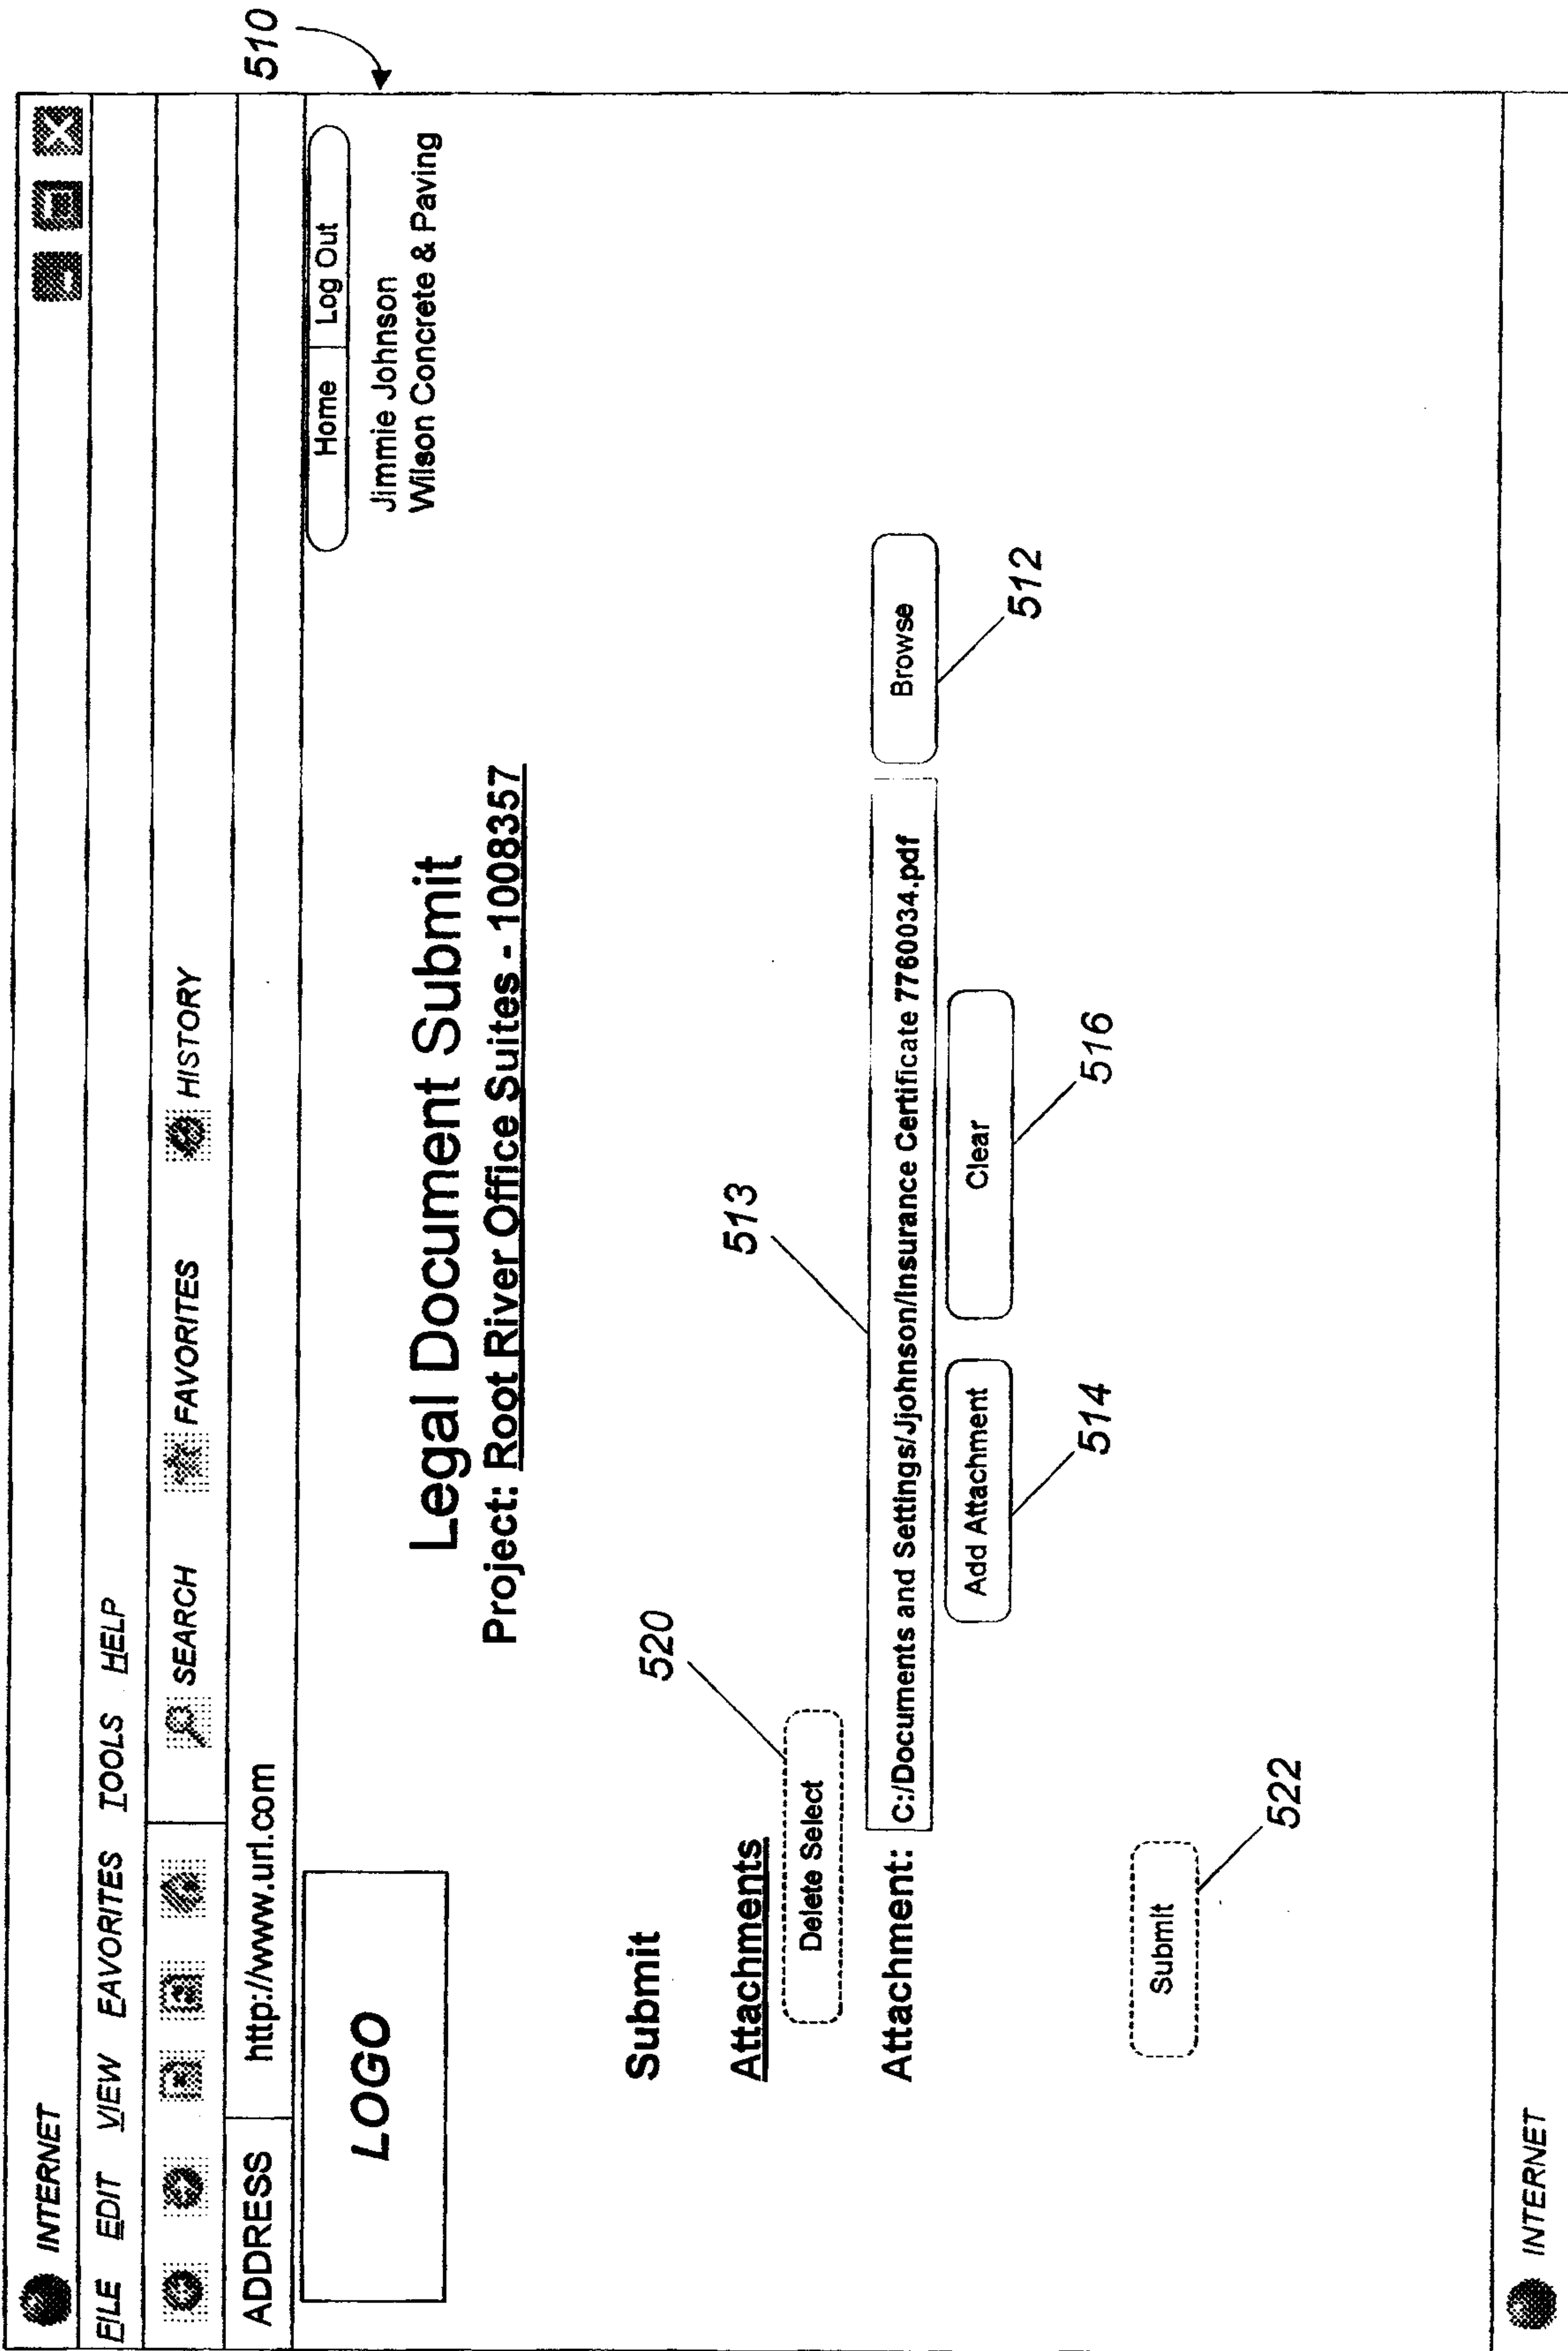 INTERNET
FILE EDIT VIEW FAVORITES TOOLS HELP
SEARCH FAVORITES HISTORY
ADDRESS http://www.url.com
510
LOGO
Home Log Out
Jimmie Johnson
Wilson Concrete & Paving
Legal Document Submit
Project: Root River Office Suites - 1008357
Submit
520
513
Attachments
Delete Select
Attachment: C:/Documents and Settings/Jjohnson/Insurance Certificate 7760034.pdf Browse
Add Attachment Clear
512
514
516
Submit
522
INTERNET